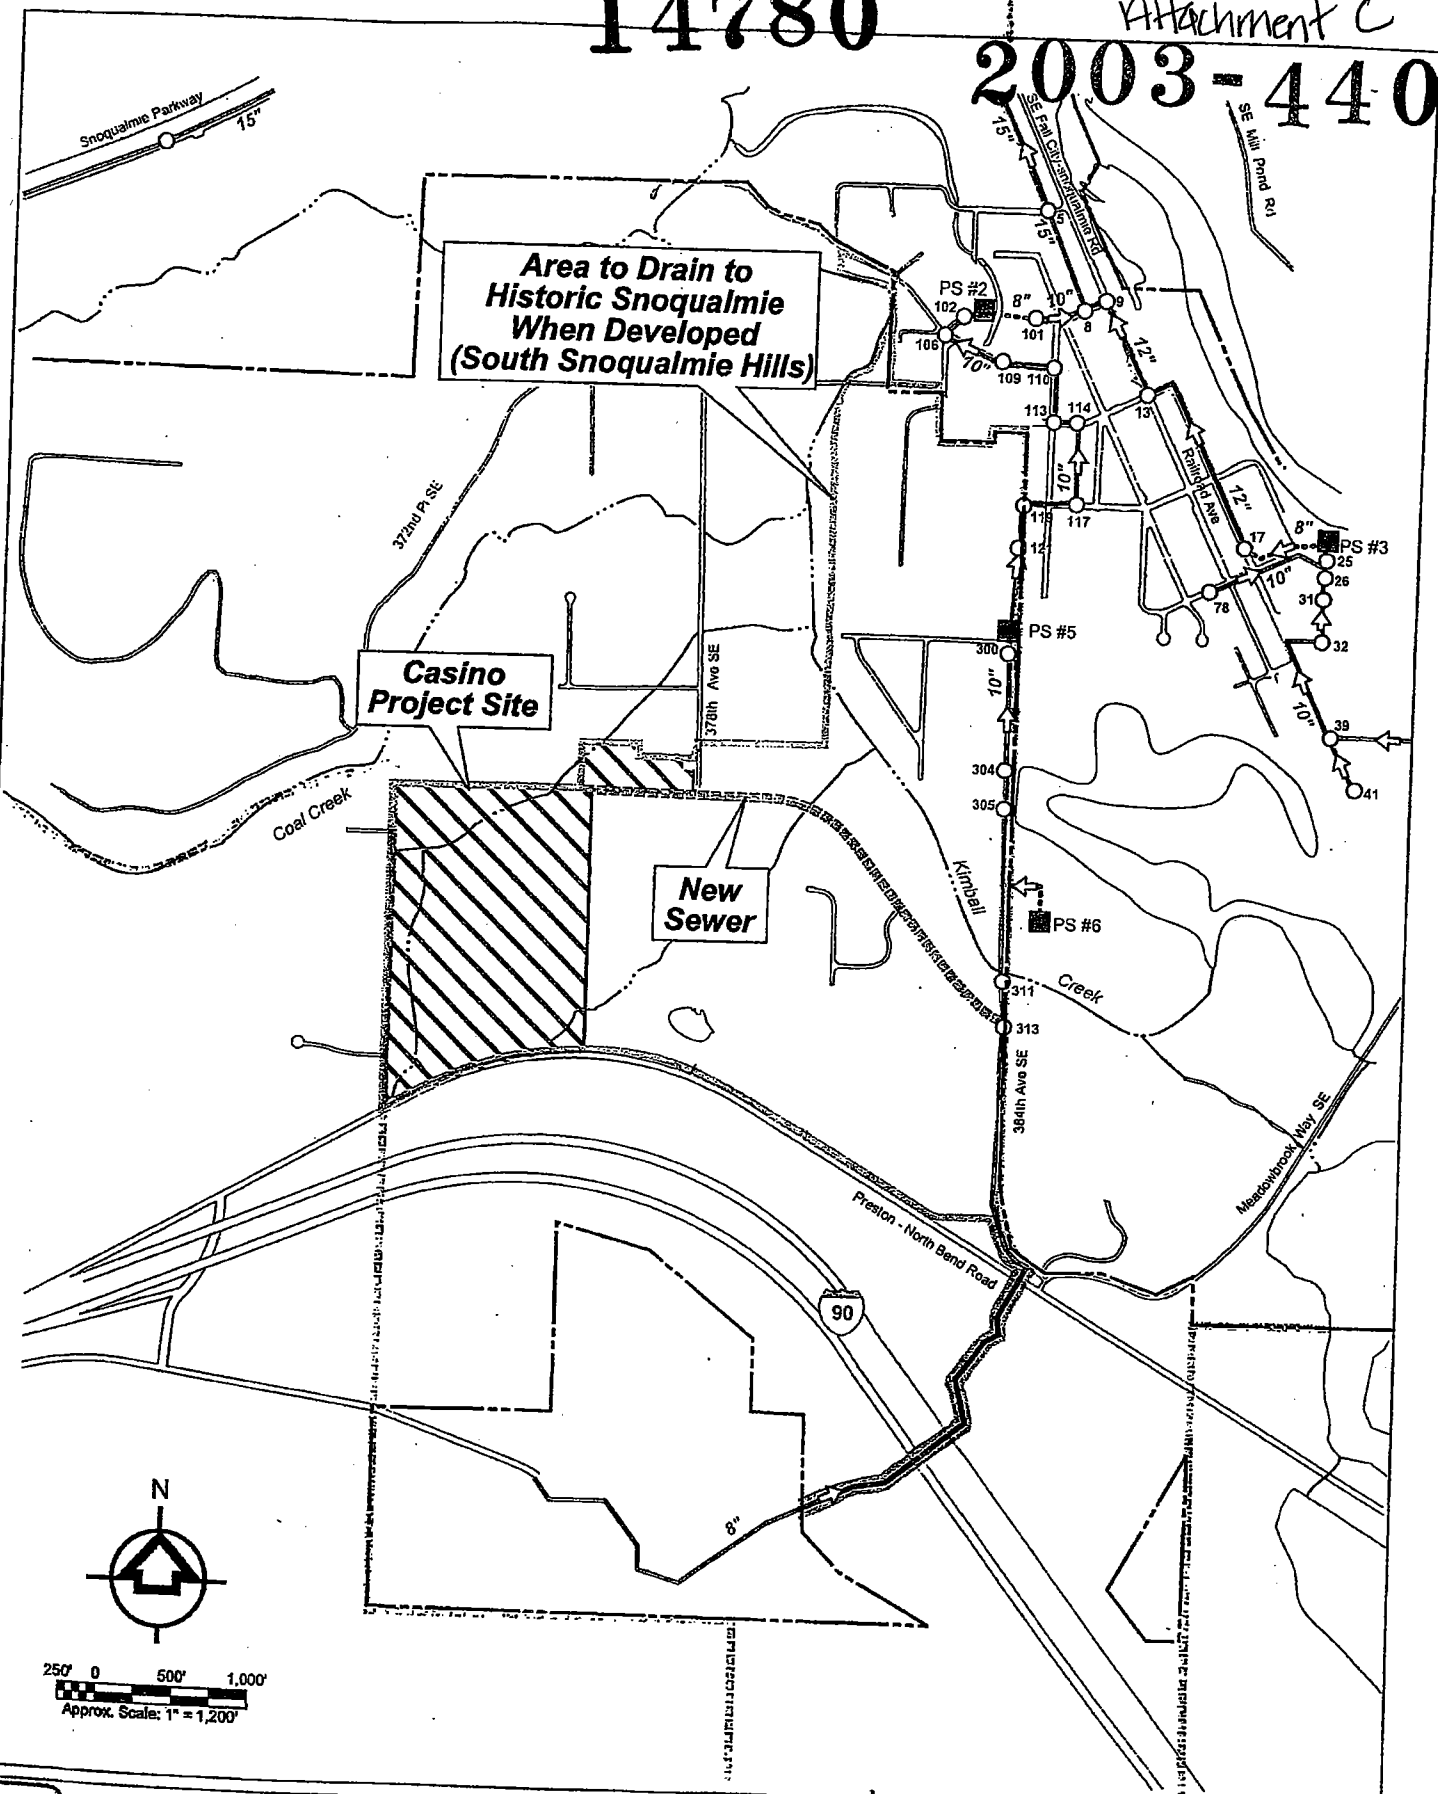 14780
Attachment C
2003-440
Snoqualmie Parkway
15"
SE Mill Pond Rd
15"
SE Fall City-Snoqualmie Rd
5
15"
Area to Drain to
Historic Snoqualmie
When Developed
(South Snoqualmie Hills)
PS #2
102
8"
10"
9
101
8
106
10"
109
110
12"
13
113
114
10"
Railroad Ave
12"
119
117
17
8"
PS #3
121
25
10"
26
78
31
372nd Pl SE
PS #5
300
32
378th Ave SE
10"
10"
Casino
Project Site
39
304
41
305
Coal Creek
New
Sewer
Kimball
PS #6
Creek
311
313
384th Ave SE
Meadowbrook Way SE
Preston - North Bend Road
90
N
8"
250' 0 500' 1,000'
Approx. Scale: 1" = 1,200'